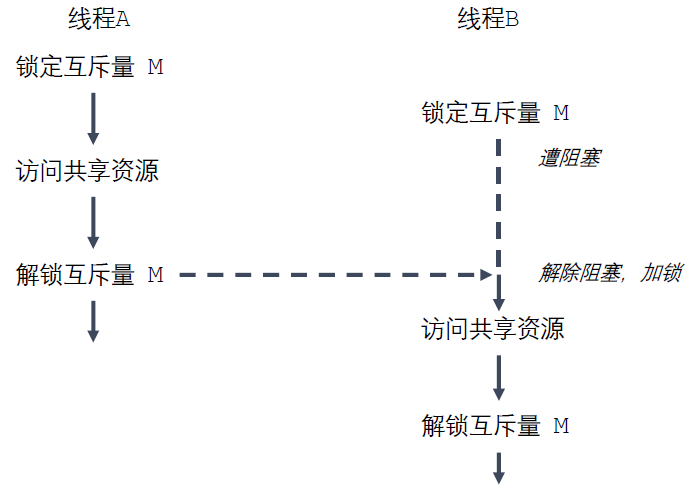 线程A
线程B
锁定互斥量 M
锁定互斥量 M
遭阻塞
访问共享资源
解锁互斥量 M
解除阻塞，加锁
访问共享资源
解锁互斥量 M